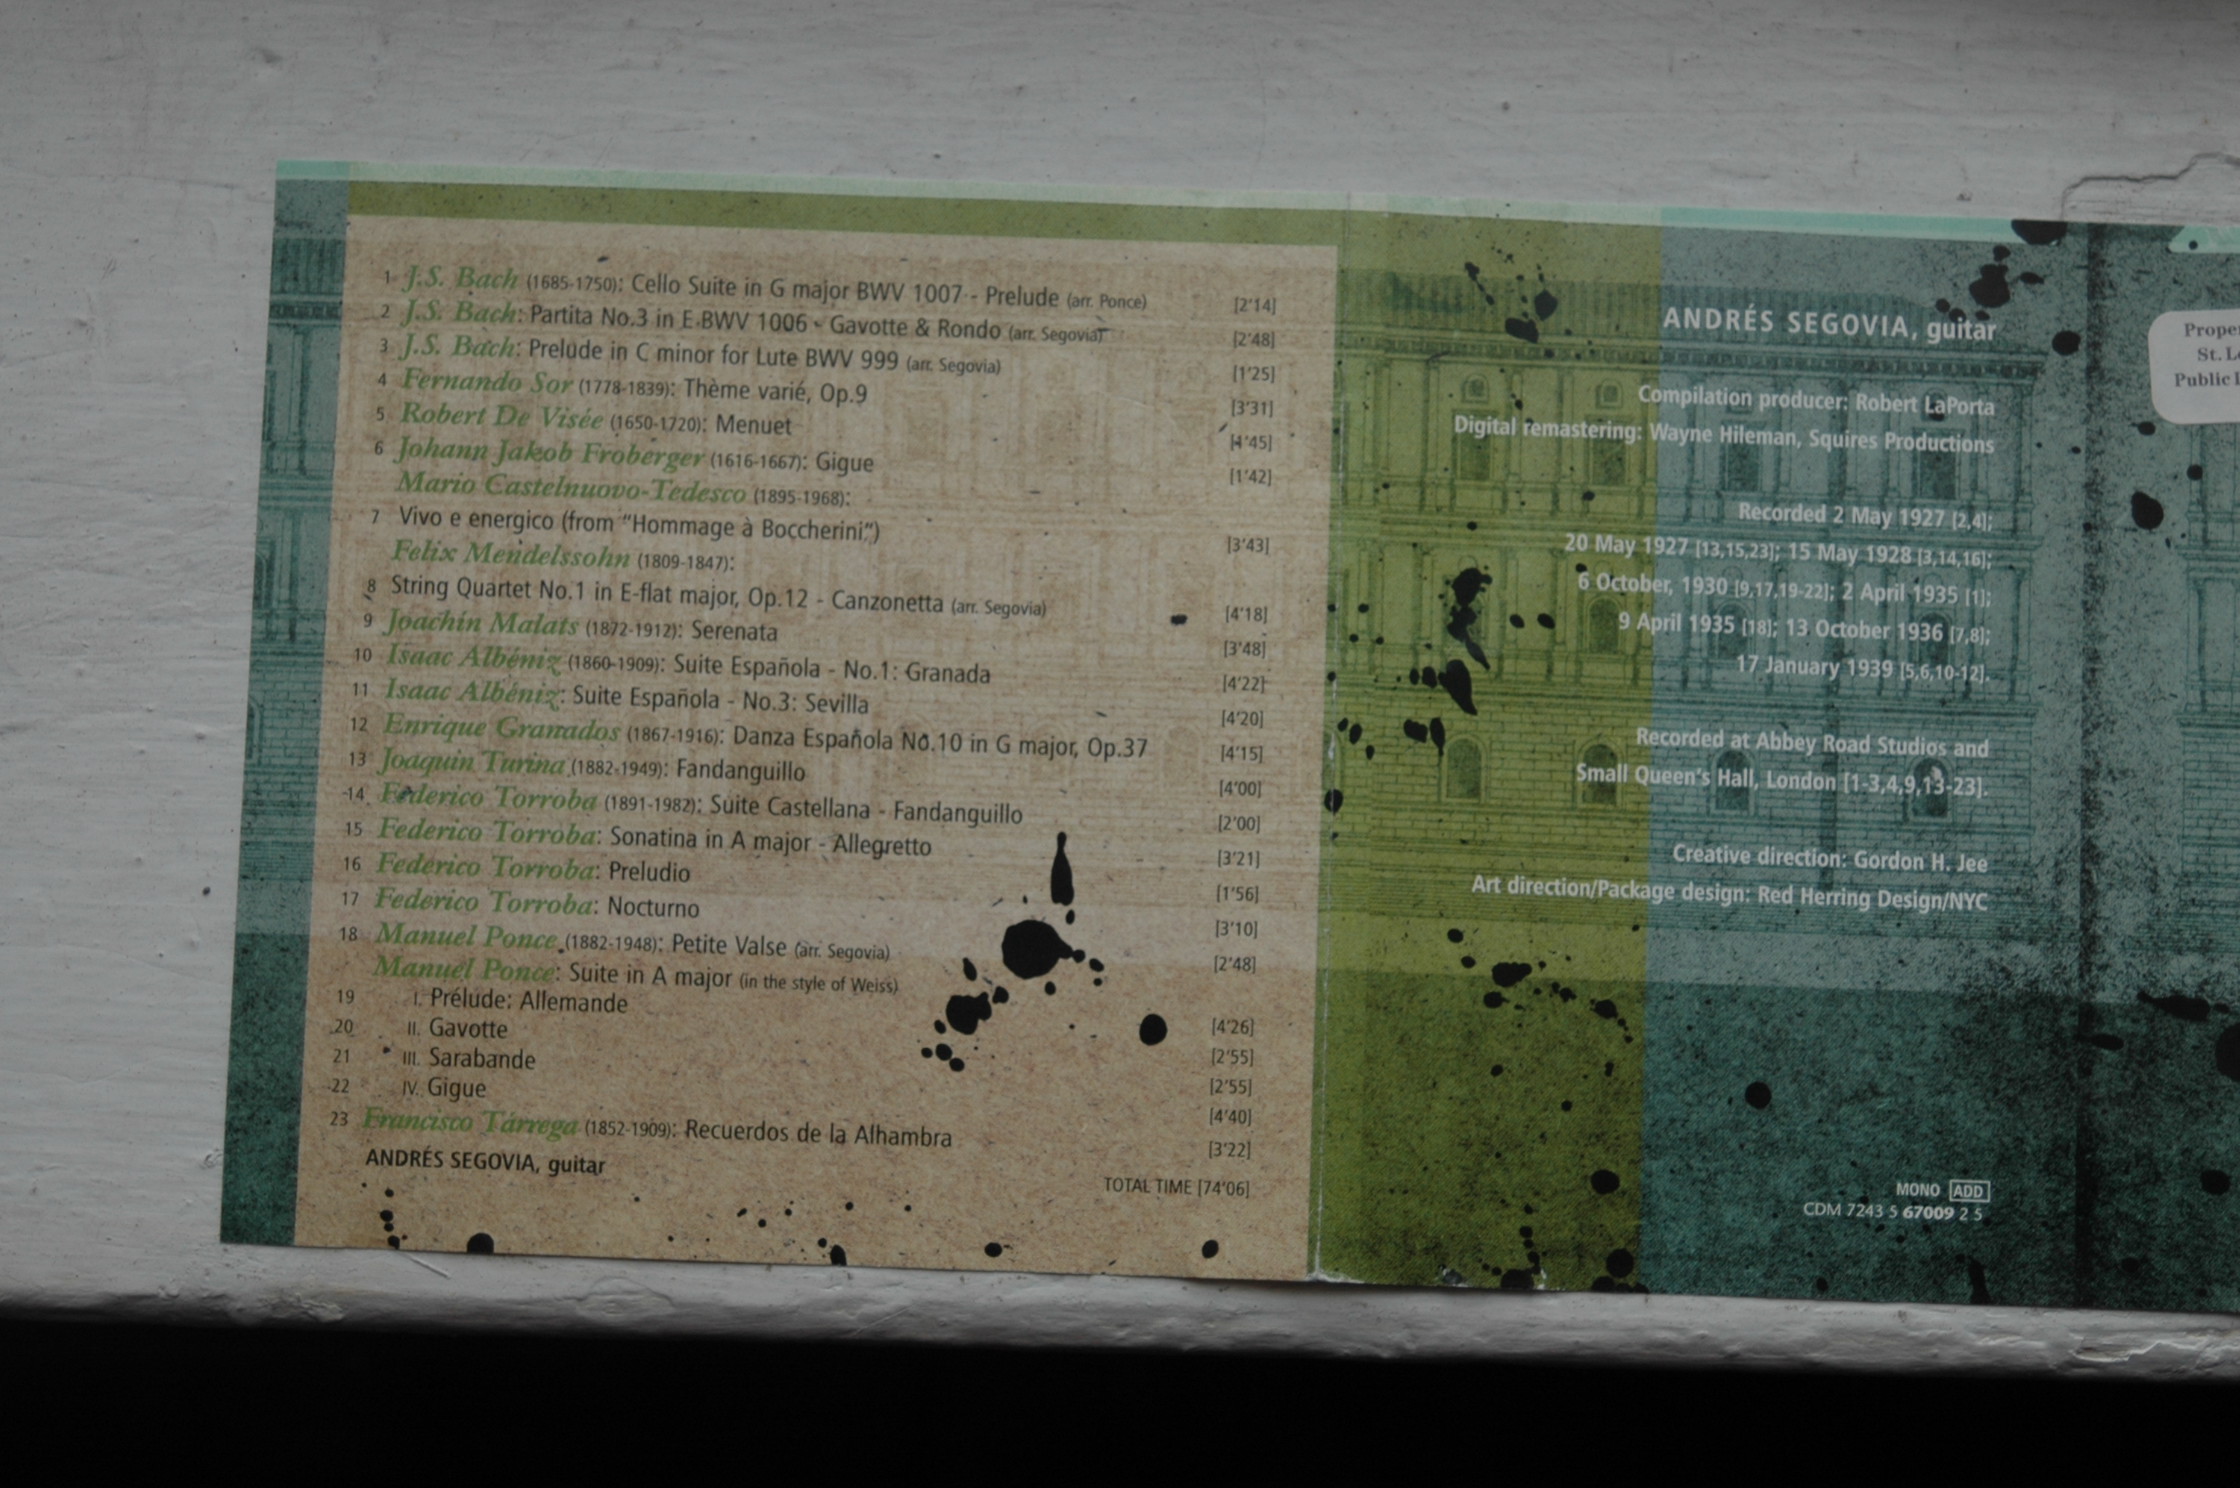 1 J.S. Bach (1685-1750): Cello Suite in G major BWV 1007 - Prelude (arr. Ponce) [2'14]
2 J.S. Bach: Partita No.3 in E BWV 1006 - Gavotte & Rondo (arr. Segovia) [2'48]
3 J.S. Bach: Prelude in C minor for Lute BWV 999 (arr. Segovia) [1'25]
4 Fernando Sor (1778-1839): Thème varié, Op.9 [3'31]
5 Robert De Visée (1650-1720): Menuet [1'45]
6 Johann Jakob Froberger (1616-1667): Gigue [1'42]
Mario Castelnuovo-Tedesco (1895-1968):
7 Vivo e energico (from "Hommage à Boccherini") [3'43]
Felix Mendelssohn (1809-1847):
8 String Quartet No.1 in E-flat major, Op.12 - Canzonetta (arr. Segovia) [4'18]
9 Joachín Malats (1872-1912): Serenata [3'48]
10 Isaac Albéniz (1860-1909): Suite Española - No.1: Granada [4'22]
11 Isaac Albéniz: Suite Española - No.3: Sevilla [4'20]
12 Enrique Granados (1867-1916): Danza Española No.10 in G major, Op.37 [4'15]
13 Joaquín Turina (1882-1949): Fandanguillo [4'00]
14 Federico Torroba (1891-1982): Suite Castellana - Fandanguillo [2'00]
15 Federico Torroba: Sonatina in A major - Allegretto [3'21]
16 Federico Torroba: Preludio [1'56]
17 Federico Torroba: Nocturno [3'10]
18 Manuel Ponce (1882-1948): Petite Valse (arr. Segovia) [2'48]
Manuel Ponce: Suite in A major (in the style of Weiss)
19 I. Prélude: Allemande [4'26]
20 II. Gavotte [2'55]
21 III. Sarabande [2'55]
22 IV. Gigue [4'40]
23 Francisco Tárrega (1852-1909): Recuerdos de la Alhambra [3'22]
ANDRÉS SEGOVIA, guitar
TOTAL TIME [74'06]
ANDRÉS SEGOVIA, guitar
Compilation producer: Robert LaPorta
Digital remastering: Wayne Hileman, Squires Productions
Recorded 2 May 1927 [2,4];
20 May 1927 [13,15,23]; 15 May 1928 [3,14,16];
6 October, 1930 [9,17,19-22]; 2 April 1935 [1];
9 April 1935 [18]; 13 October 1936 [7,8];
17 January 1939 [5,6,10-12].
Recorded at Abbey Road Studios and
Small Queen's Hall, London [1-3,4,9,13-23].
Creative direction: Gordon H. Jee
Art direction/Package design: Red Herring Design/NYC
MONO ADD
CDM 7243 5 67009 2 5
St.
Public